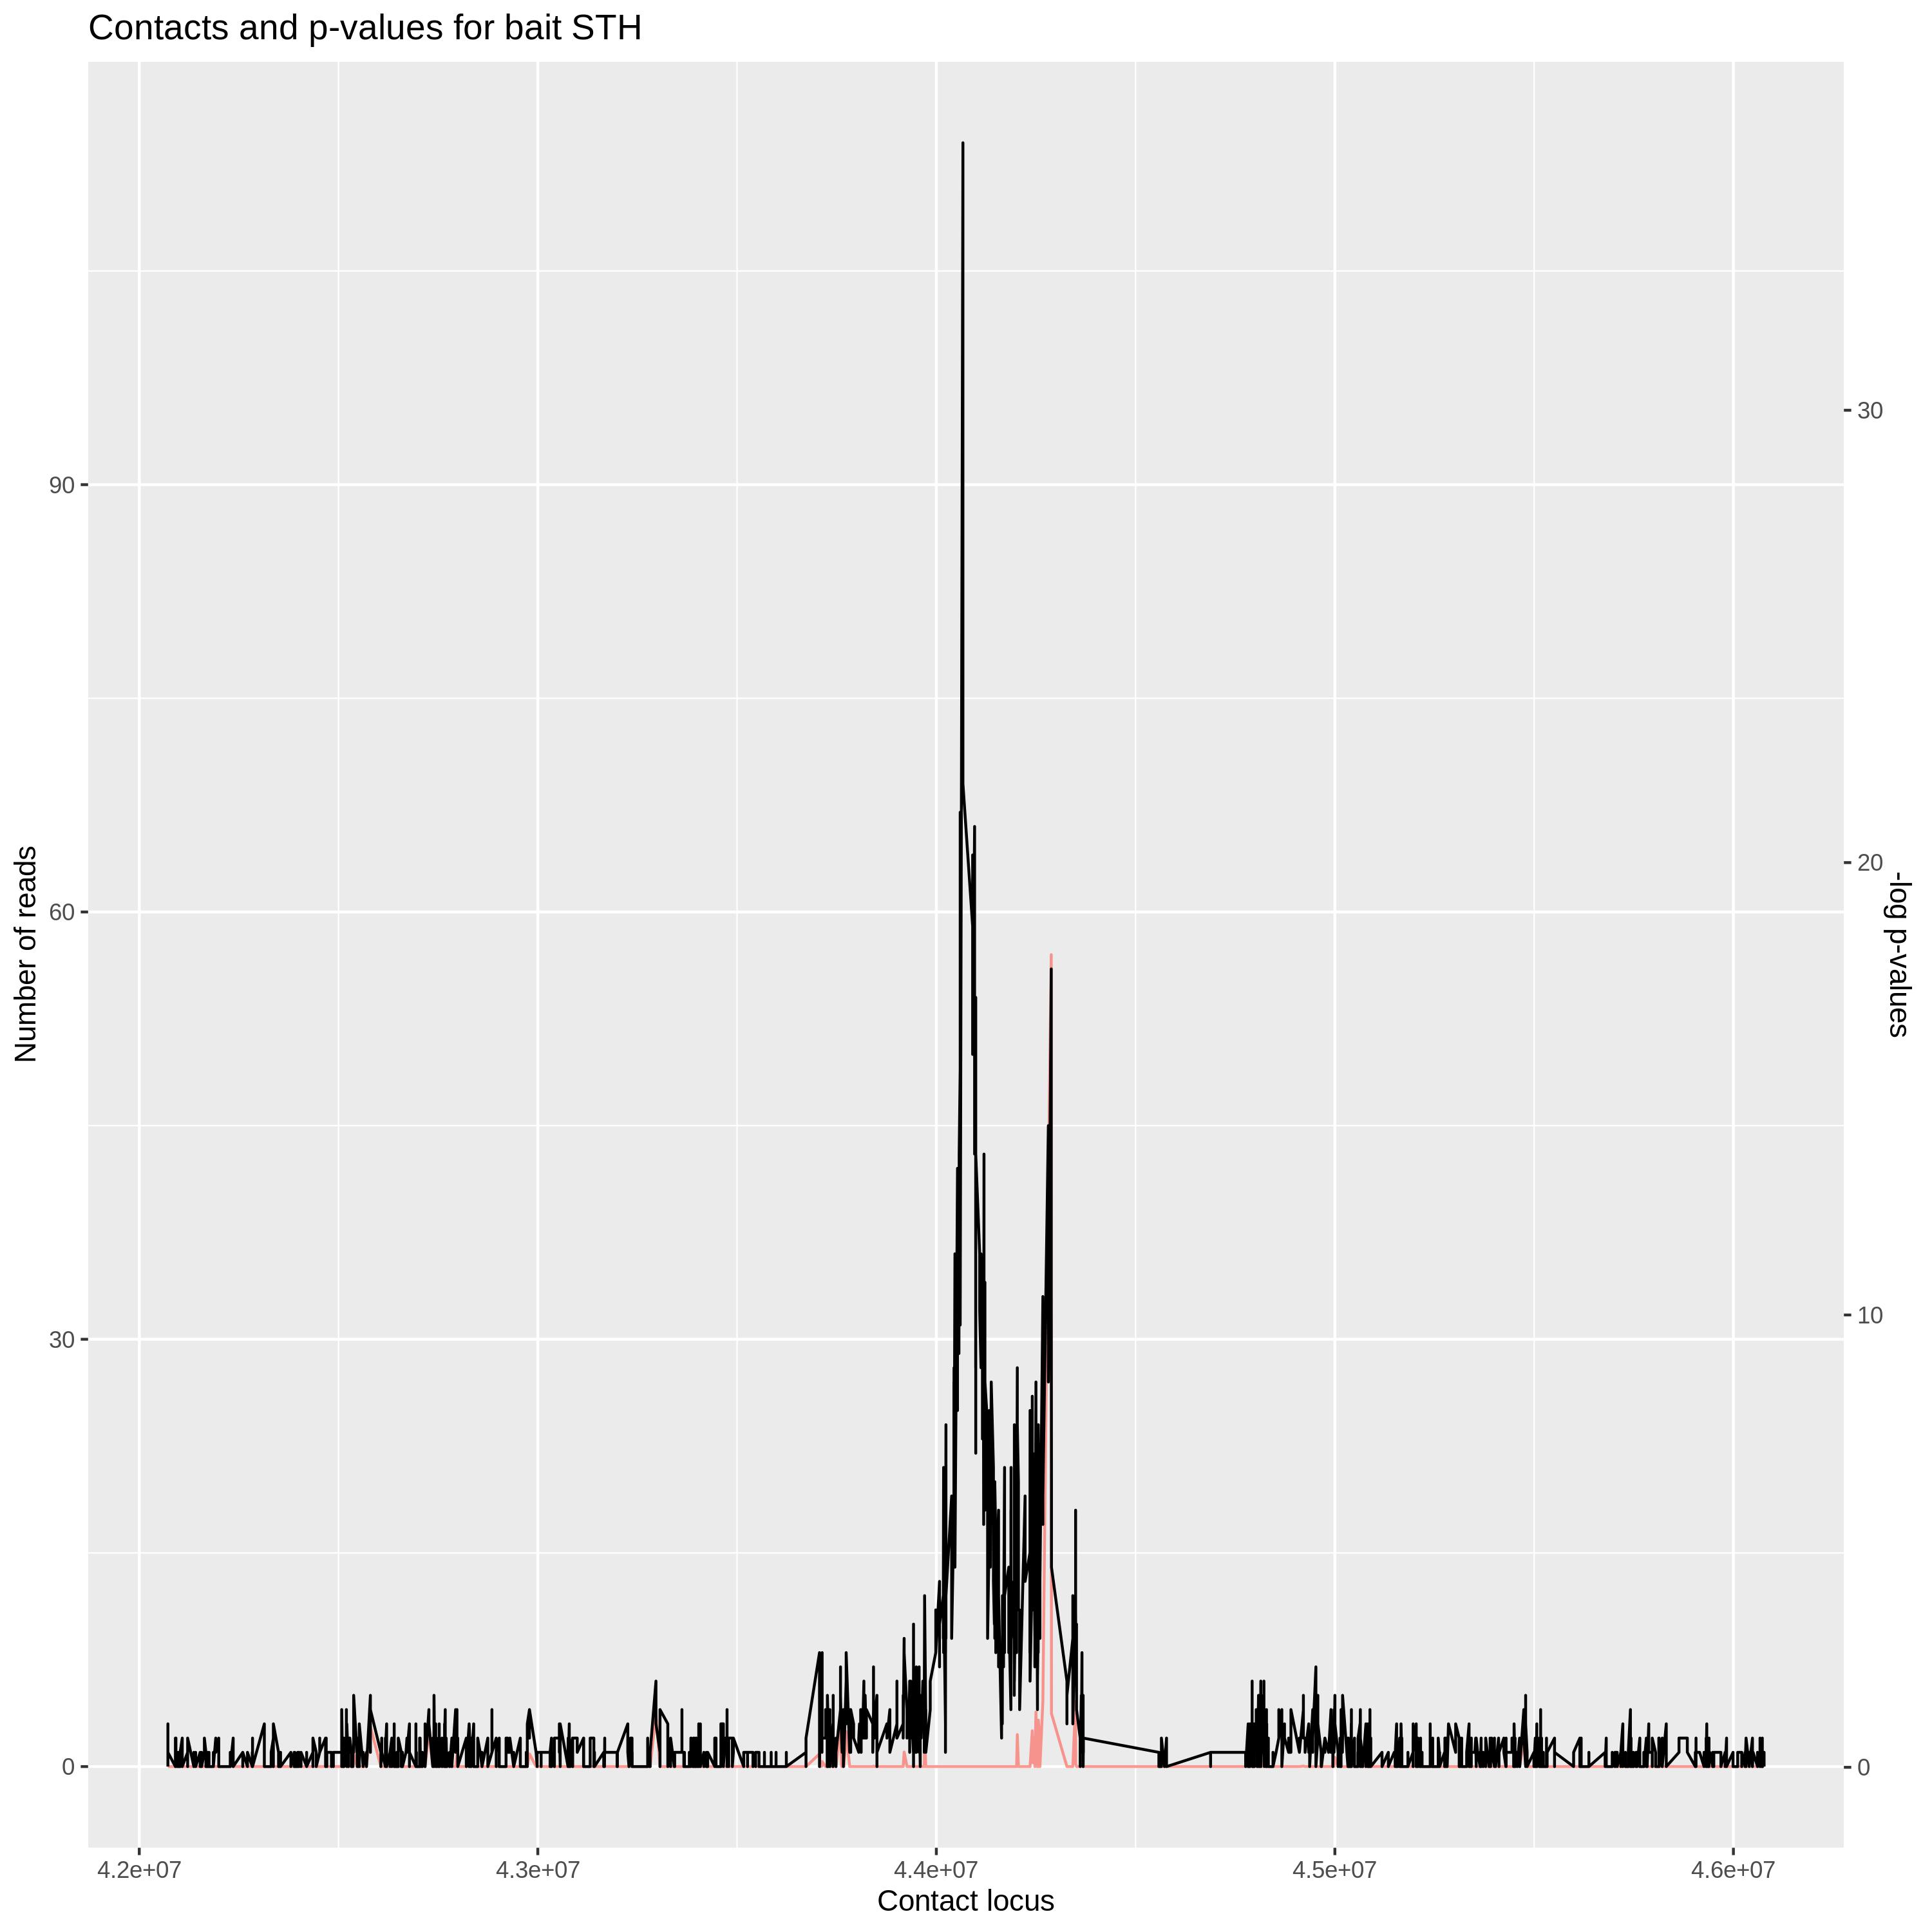 Contacts and p-values for bait STH
Number of reads
90
60
30
0
30
20
10
0
-log p-values
4.2e+07 4.3e+07 4.4e+07 4.5e+07 4.6e+07
Contact locus